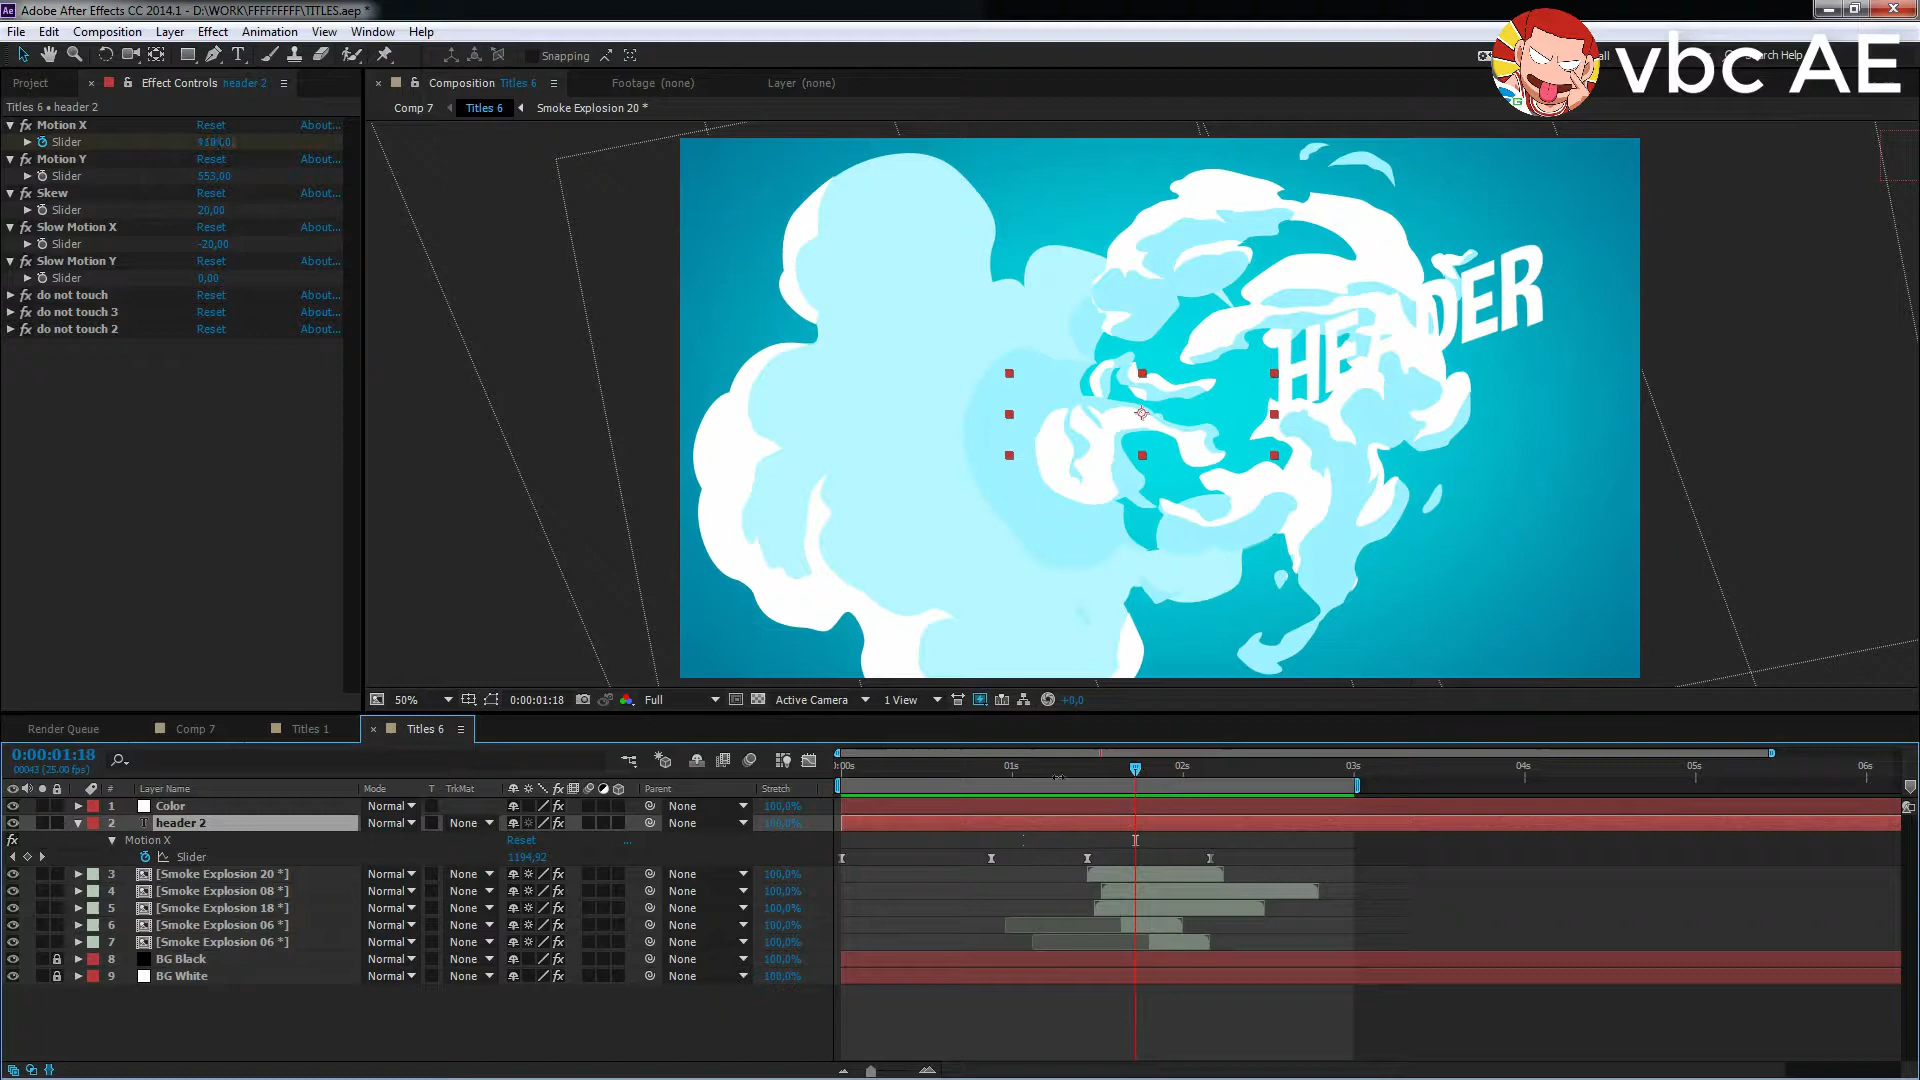 Adobe After Effects CC 2014.1 - D:\WORK\FFFFFFFFF\TITLES.aep *
File Edit Composition Layer Effect Animation View Window Help
Snapping
Search Help
vbc AE
Project
Effect Controls header 2
Composition Titles 6
Footage (none)
Layer (none)
Titles 6 • header 2
Comp 7
Titles 6
Smoke Explosion 20 *
Motion X Reset About...
Slider
Motion Y Reset About...
Slider 553,00
Skew Reset About...
Slider 20,00
Slow Motion X Reset About...
Slider -20,00
Slow Motion Y Reset About...
Slider 0,00
do not touch Reset About...
do not touch 3 Reset About...
do not touch 2 Reset About...
HEADER
50% 0:00:01:18 Full Active Camera 1 View +0,0
Render Queue Comp 7 Titles 1 Titles 6
0:00:01:18
00043 (25.00 fps)
:00s 01s 02s 03s 04s 05s 06s
# Layer Name Mode T TrkMat Parent Stretch
1 Color Normal None 100,0%
2 T header 2 Normal None None 100,0%
fx Motion X Reset ...
Slider 1194,92
3 [Smoke Explosion 20 *] Normal None None 100,0%
4 [Smoke Explosion 08 *] Normal None None 100,0%
5 [Smoke Explosion 18 *] Normal None None 100,0%
6 [Smoke Explosion 06 *] Normal None None 100,0%
7 [Smoke Explosion 06 *] Normal None None 100,0%
8 BG Black Normal None None 100,0%
9 BG White Normal None None 100,0%